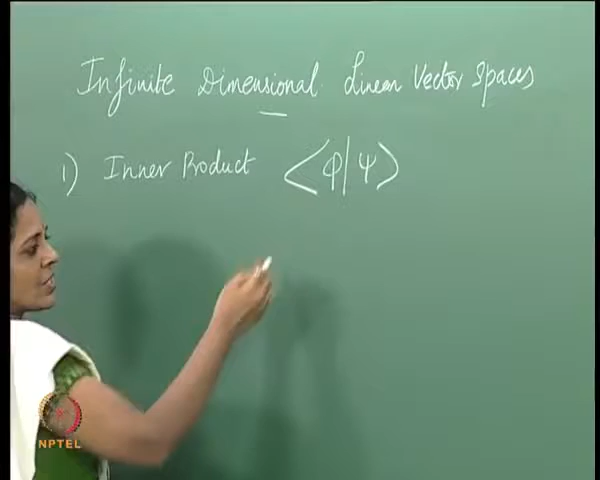 Infinite Dimensional Linear Vector Spaces
1) Inner Product ⟨φ|ψ⟩
NPTEL